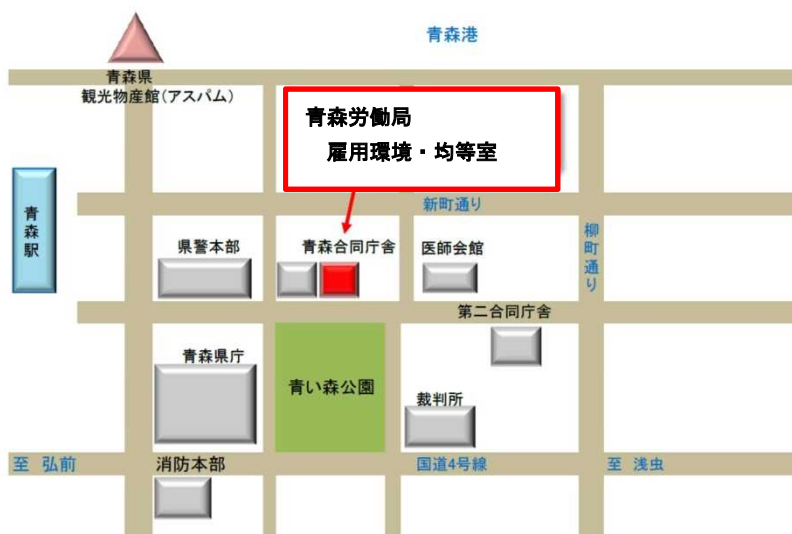 青森港
青森県
観光物産館(アスパム)
青森労働局
雇用環境・均等室
新町通り
青森駅
柳町通り
県警本部
青森合同庁舎
医師会館
第二合同庁舎
青森県庁
青い森公園
裁判所
至 弘前
消防本部
国道4号線
至 浅虫